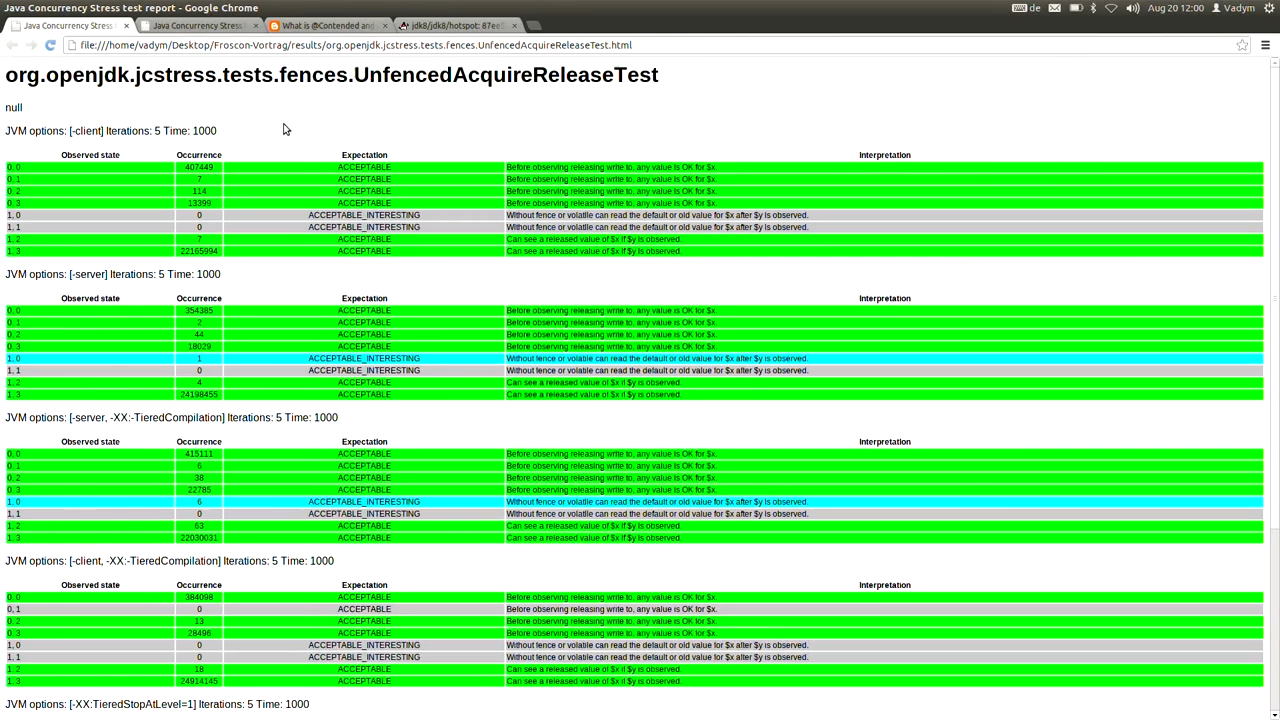 Java Concurrency Stress test report - Google Chrome
de
Aug 20 12:00
Vadym
Java Concurrency Stress
Java Concurrency Stress
What is @Contended and
jdk8/jdk8/hotspot: 87ee5
file:///home/vadym/Desktop/Froscon-Vortrag/results/org.openjdk.jcstress.tests.fences.UnfencedAcquireReleaseTest.html
org.openjdk.jcstress.tests.fences.UnfencedAcquireReleaseTest
null
JVM options: [-client] Iterations: 5 Time: 1000
Observed state Occurrence Expectation Interpretation
0, 0 407449 ACCEPTABLE Before observing releasing write to, any value is OK for $x.
0, 1 7 ACCEPTABLE Before observing releasing write to, any value is OK for $x.
0, 2 114 ACCEPTABLE Before observing releasing write to, any value is OK for $x.
0, 3 13399 ACCEPTABLE Before observing releasing write to, any value is OK for $x.
1, 0 0 ACCEPTABLE_INTERESTING Without fence or volatile can read the default or old value for $x after $y is observed.
1, 1 0 ACCEPTABLE_INTERESTING Without fence or volatile can read the default or old value for $x after $y is observed.
1, 2 7 ACCEPTABLE Can see a released value of $x if $y is observed.
1, 3 22165994 ACCEPTABLE Can see a released value of $x if $y is observed.
JVM options: [-server] Iterations: 5 Time: 1000
Observed state Occurrence Expectation Interpretation
0, 0 354385 ACCEPTABLE Before observing releasing write to, any value is OK for $x.
0, 1 2 ACCEPTABLE Before observing releasing write to, any value is OK for $x.
0, 2 44 ACCEPTABLE Before observing releasing write to, any value is OK for $x.
0, 3 18029 ACCEPTABLE Before observing releasing write to, any value is OK for $x.
1, 0 1 ACCEPTABLE_INTERESTING Without fence or volatile can read the default or old value for $x after $y is observed.
1, 1 0 ACCEPTABLE_INTERESTING Without fence or volatile can read the default or old value for $x after $y is observed.
1, 2 4 ACCEPTABLE Can see a released value of $x if $y is observed.
1, 3 24198455 ACCEPTABLE Can see a released value of $x if $y is observed.
JVM options: [-server, -XX:-TieredCompilation] Iterations: 5 Time: 1000
Observed state Occurrence Expectation Interpretation
0, 0 415111 ACCEPTABLE Before observing releasing write to, any value is OK for $x.
0, 1 6 ACCEPTABLE Before observing releasing write to, any value is OK for $x.
0, 2 38 ACCEPTABLE Before observing releasing write to, any value is OK for $x.
0, 3 22785 ACCEPTABLE Before observing releasing write to, any value is OK for $x.
1, 0 6 ACCEPTABLE_INTERESTING Without fence or volatile can read the default or old value for $x after $y is observed.
1, 1 0 ACCEPTABLE_INTERESTING Without fence or volatile can read the default or old value for $x after $y is observed.
1, 2 63 ACCEPTABLE Can see a released value of $x if $y is observed.
1, 3 22030031 ACCEPTABLE Can see a released value of $x if $y is observed.
JVM options: [-client, -XX:-TieredCompilation] Iterations: 5 Time: 1000
Observed state Occurrence Expectation Interpretation
0, 0 384098 ACCEPTABLE Before observing releasing write to, any value is OK for $x.
0, 1 0 ACCEPTABLE Before observing releasing write to, any value is OK for $x.
0, 2 13 ACCEPTABLE Before observing releasing write to, any value is OK for $x.
0, 3 28496 ACCEPTABLE Before observing releasing write to, any value is OK for $x.
1, 0 0 ACCEPTABLE_INTERESTING Without fence or volatile can read the default or old value for $x after $y is observed.
1, 1 0 ACCEPTABLE_INTERESTING Without fence or volatile can read the default or old value for $x after $y is observed.
1, 2 18 ACCEPTABLE Can see a released value of $x if $y is observed.
1, 3 24914145 ACCEPTABLE Can see a released value of $x if $y is observed.
JVM options: [-XX:TieredStopAtLevel=1] Iterations: 5 Time: 1000